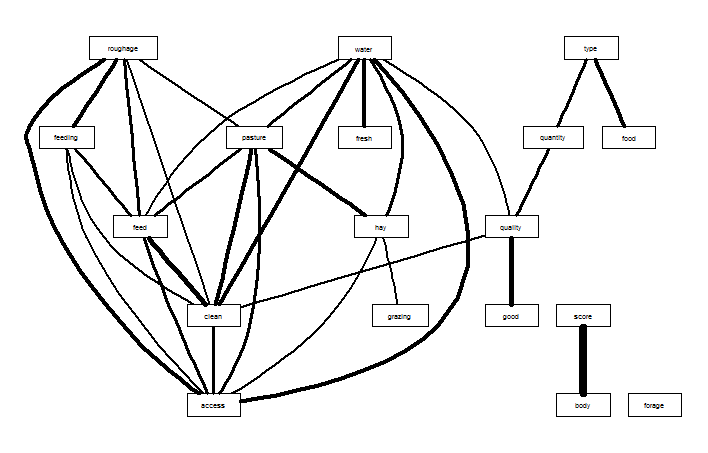 roughage
water
type
feeding
pasture
fresh
quantity
food
feed
hay
quality
clean
grazing
good
score
access
body
forage